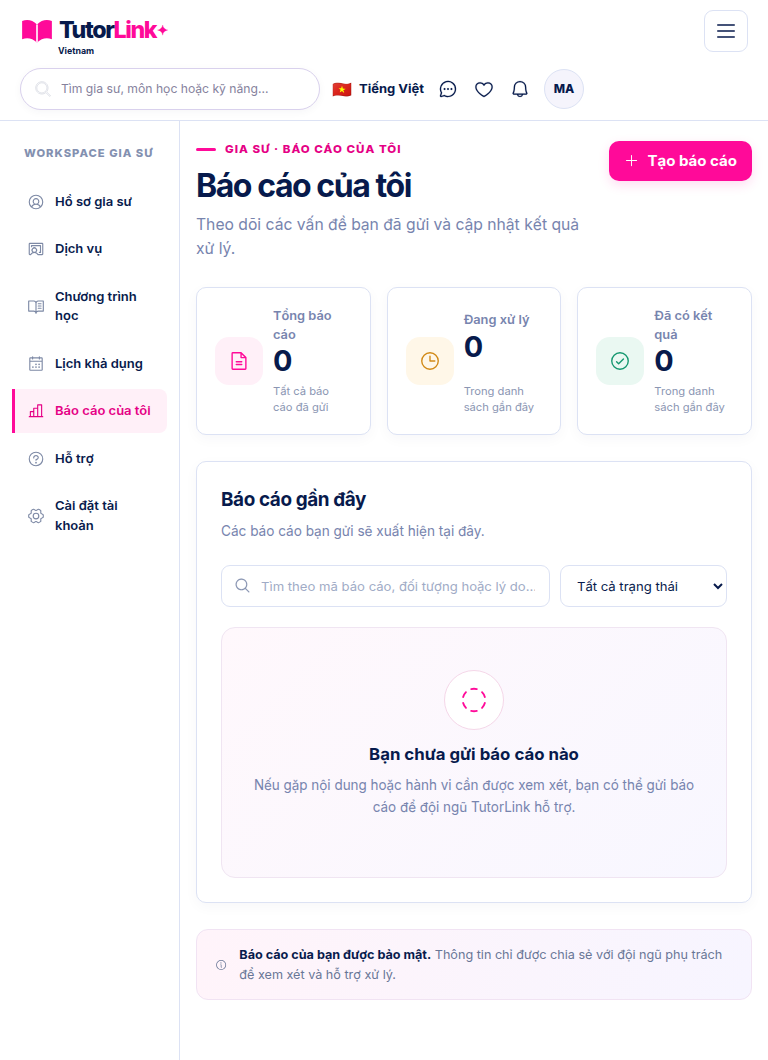 TutorLink
Vietnam
Tìm gia sư, môn học hoặc kỹ năng...
Tiếng Việt
MA
WORKSPACE GIA SƯ
Hồ sơ gia sư
Dịch vụ
Chương trình
học
Lịch khả dụng
Báo cáo của tôi
Hỗ trợ
Cài đặt tài
khoản
GIA SƯ · BÁO CÁO CỦA TÔI
Báo cáo của tôi
Theo dõi các vấn đề bạn đã gửi và cập nhật kết quả
xử lý.
Tạo báo cáo
Tổng báo
cáo
0
Tất cả báo
cáo đã gửi
Đang xử lý
0
Trong danh
sách gần đây
Đã có kết
quả
0
Trong danh
sách gần đây
Báo cáo gần đây
Các báo cáo bạn gửi sẽ xuất hiện tại đây.
Tìm theo mã báo cáo, đối tượng hoặc lý do...
Tất cả trạng thái
Bạn chưa gửi báo cáo nào
Nếu gặp nội dung hoặc hành vi cần được xem xét, bạn có thể gửi báo
cáo để đội ngũ TutorLink hỗ trợ.
Báo cáo của bạn được bảo mật. Thông tin chỉ được chia sẻ với đội ngũ phụ trách
để xem xét và hỗ trợ xử lý.